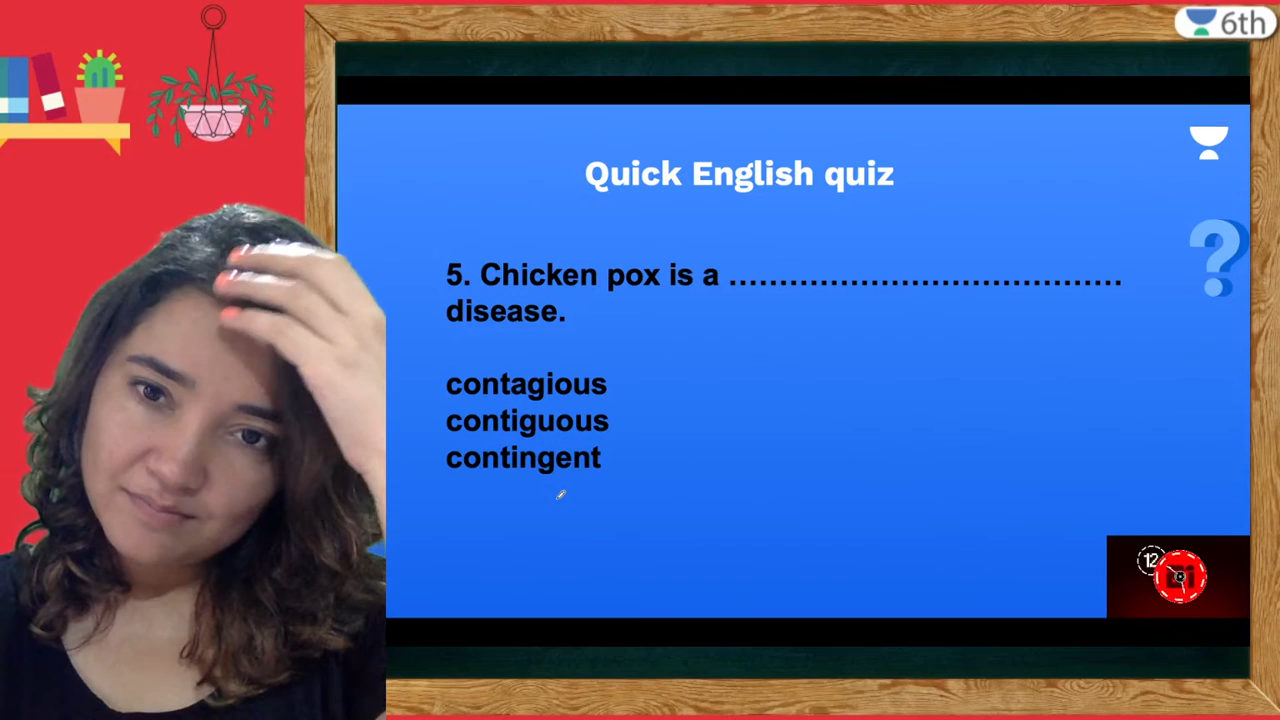 6th
Quick English quiz
5. Chicken pox is a .......................................
disease.
contagious
contiguous
contingent
12